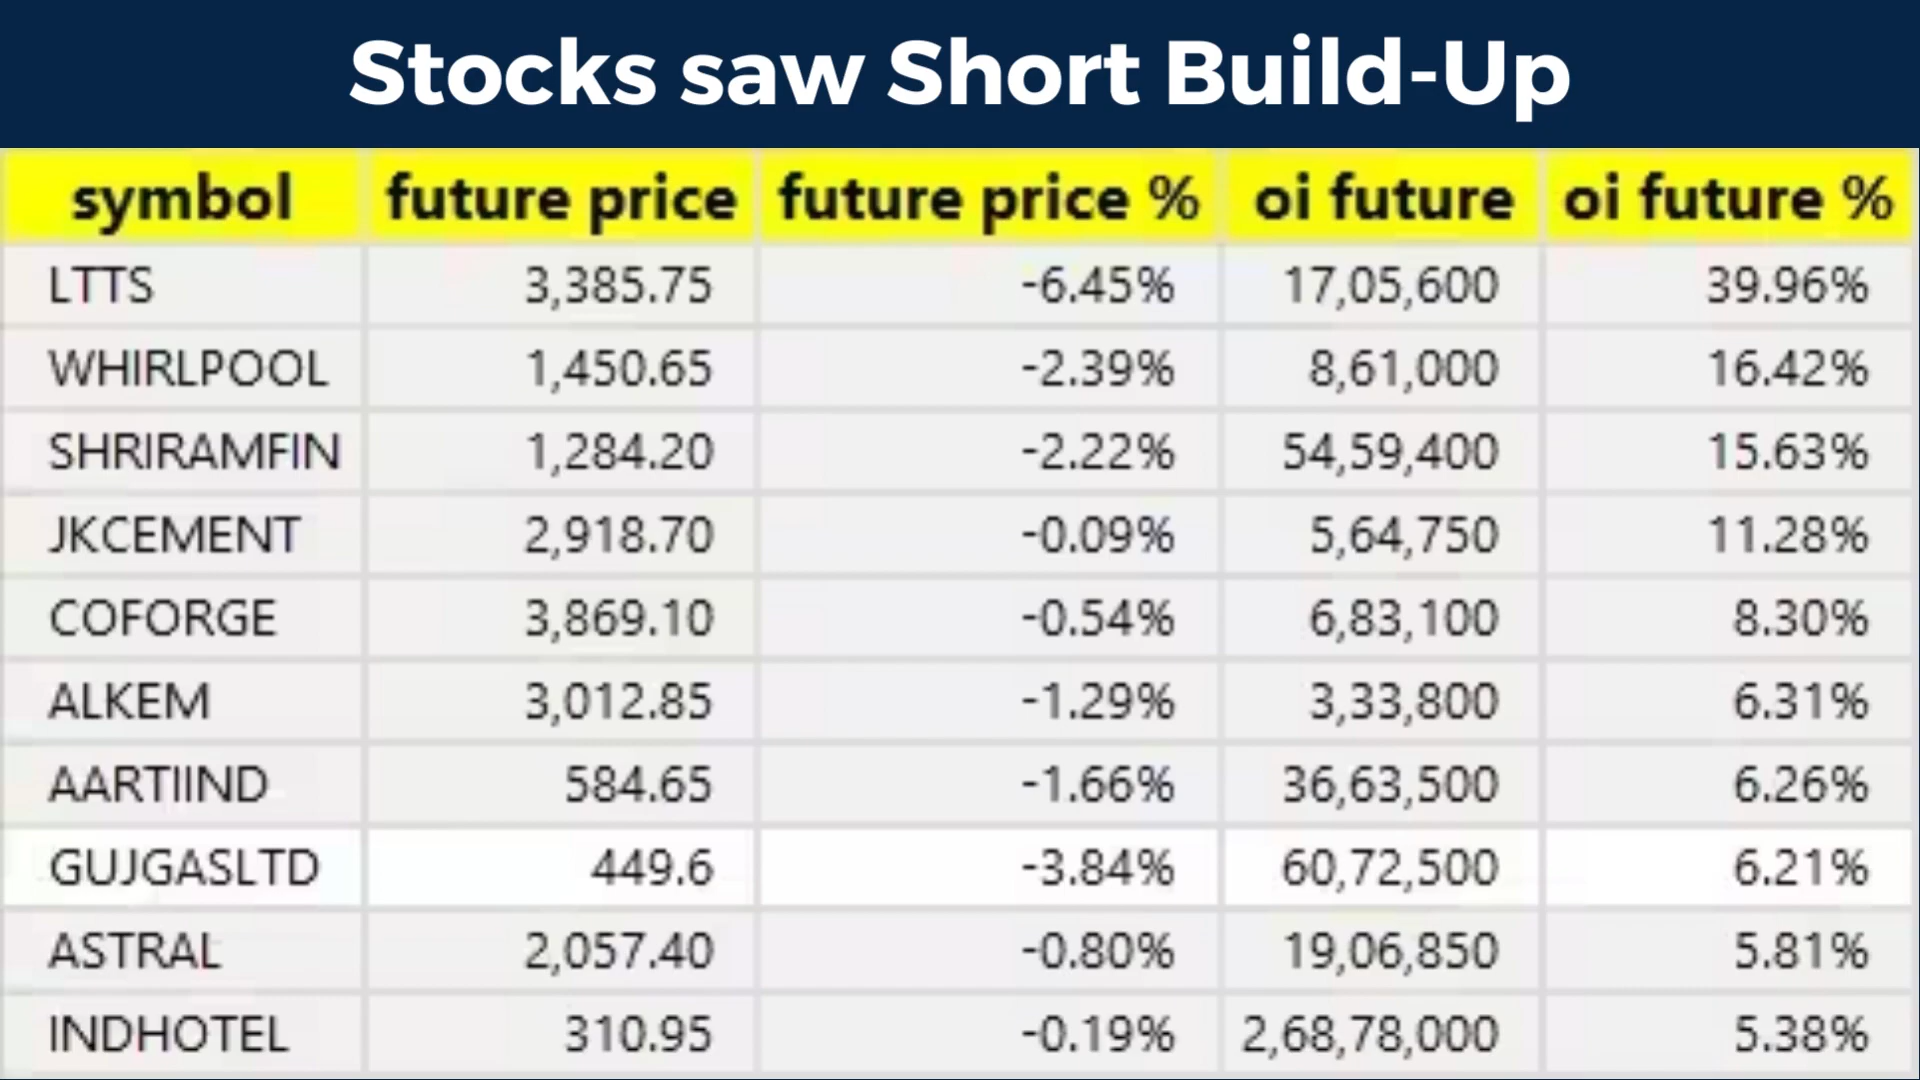 Stocks saw Short Build-Up
symbol future price future price % oi future oi future %
LTTS 3,385.75 -6.45% 17,05,600 39.96%
WHIRLPOOL 1,450.65 -2.39% 8,61,000 16.42%
SHRIRAMFIN 1,284.20 -2.22% 54,59,400 15.63%
JKCEMENT 2,918.70 -0.09% 5,64,750 11.28%
COFORGE 3,869.10 -0.54% 6,83,100 8.30%
ALKEM 3,012.85 -1.29% 3,33,800 6.31%
AARTIIND 584.65 -1.66% 36,63,500 6.26%
GUJGASLTD 449.6 -3.84% 60,72,500 6.21%
ASTRAL 2,057.40 -0.80% 19,06,850 5.81%
INDHOTEL 310.95 -0.19% 2,68,78,000 5.38%